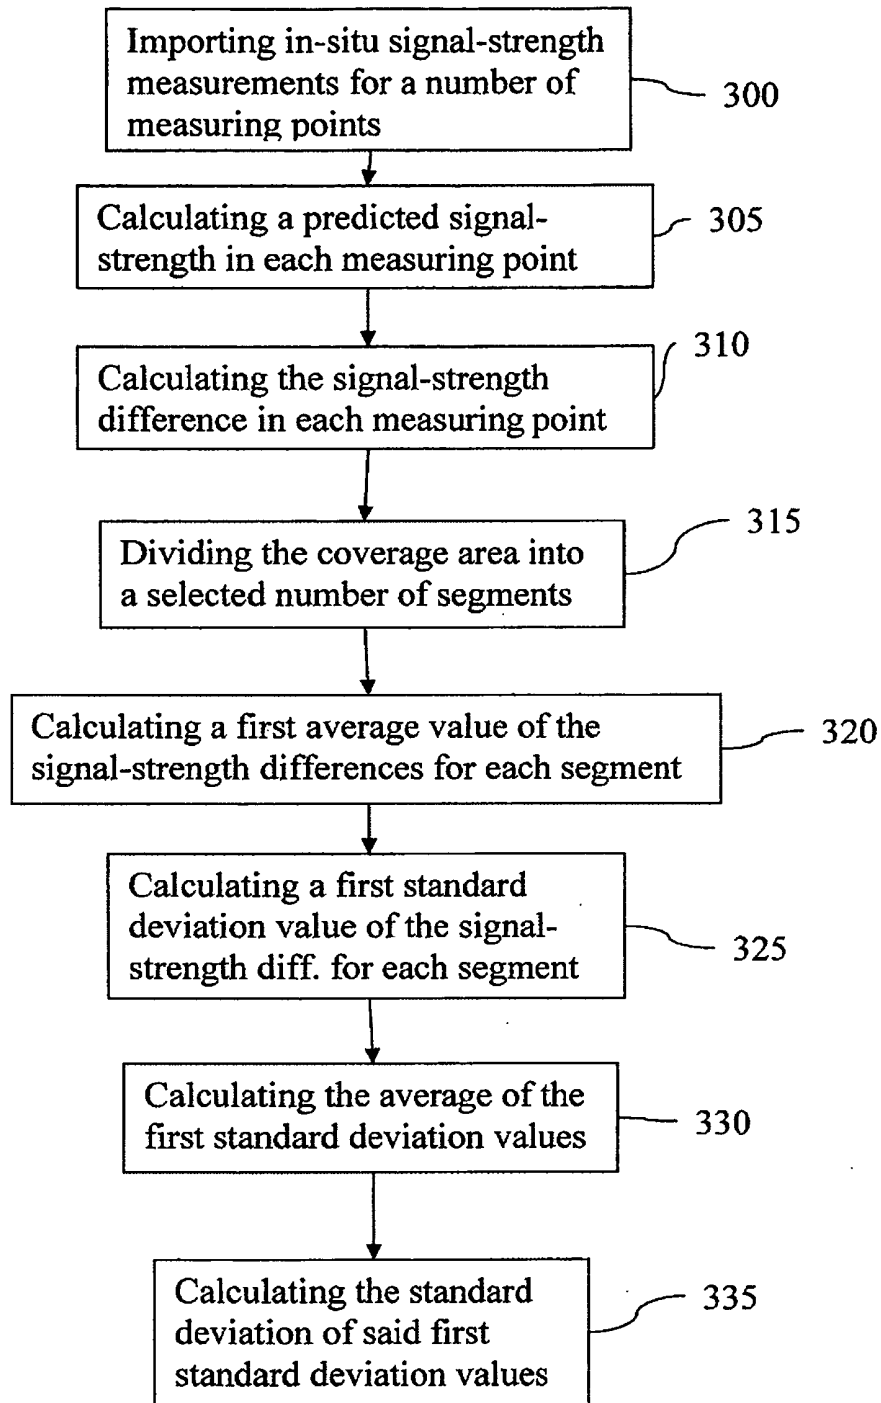 Importing in-situ signal-strength
measurements for a number of
measuring points
300
Calculating a predicted signal-
strength in each measuring point
305
Calculating the signal-strength
difference in each measuring point
310
Dividing the coverage area into
a selected number of segments
315
Calculating a first average value of the
signal-strength differences for each segment
320
Calculating a first standard
deviation value of the signal-
strength diff. for each segment
325
Calculating the average of the
first standard deviation values
330
Calculating the standard
deviation of said first
standard deviation values
335